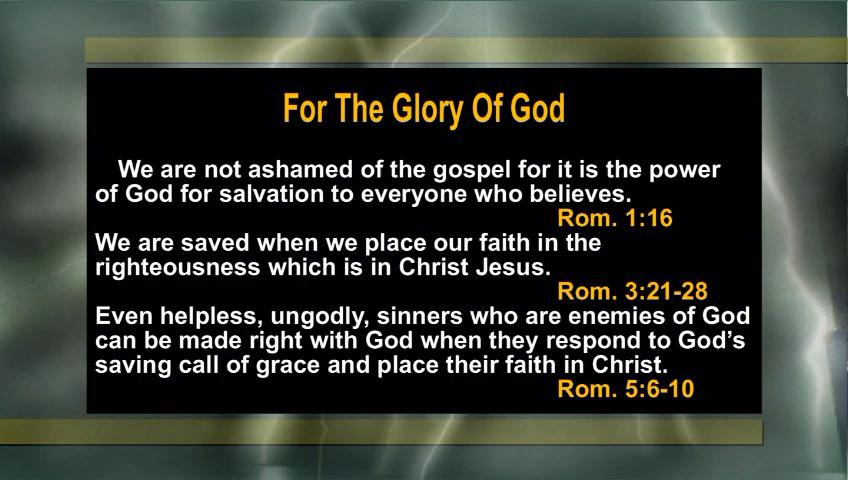 For The Glory Of God
We are not ashamed of the gospel for it is the power
of God for salvation to everyone who believes.
Rom. 1:16
We are saved when we place our faith in the
righteousness which is in Christ Jesus.
Rom. 3:21-28
Even helpless, ungodly, sinners who are enemies of God
can be made right with God when they respond to God’s
saving call of grace and place their faith in Christ.
Rom. 5:6-10